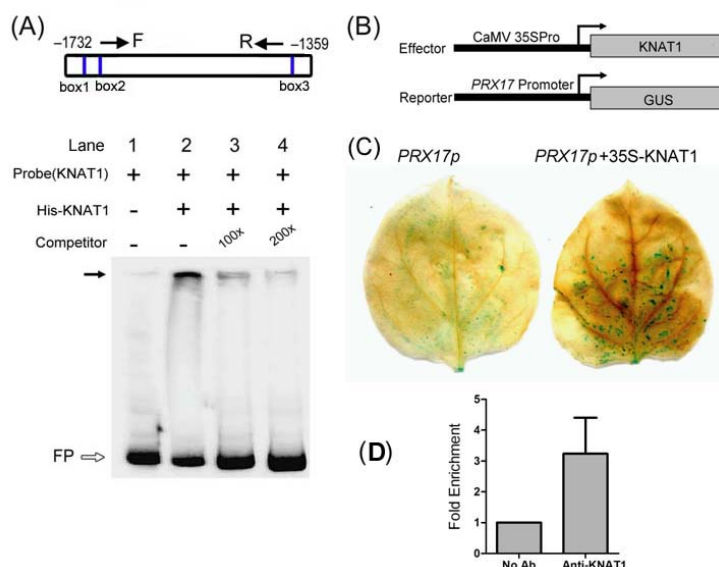 (A)
−1732 F R −1359
box1 box2 box3
Lane 1 2 3 4
Probe(KNAT1) + + + +
His-KNAT1 - + + +
Competitor - - 100x 200x
FP
(B)
CaMV 35SPro
Effector KNAT1
PRX17 Promoter
Reporter GUS
(C)
PRX17p PRX17p+35S-KNAT1
(D)
Fold Enrichment
5
4
3
2
1
0
No Ab Anti-KNAT1